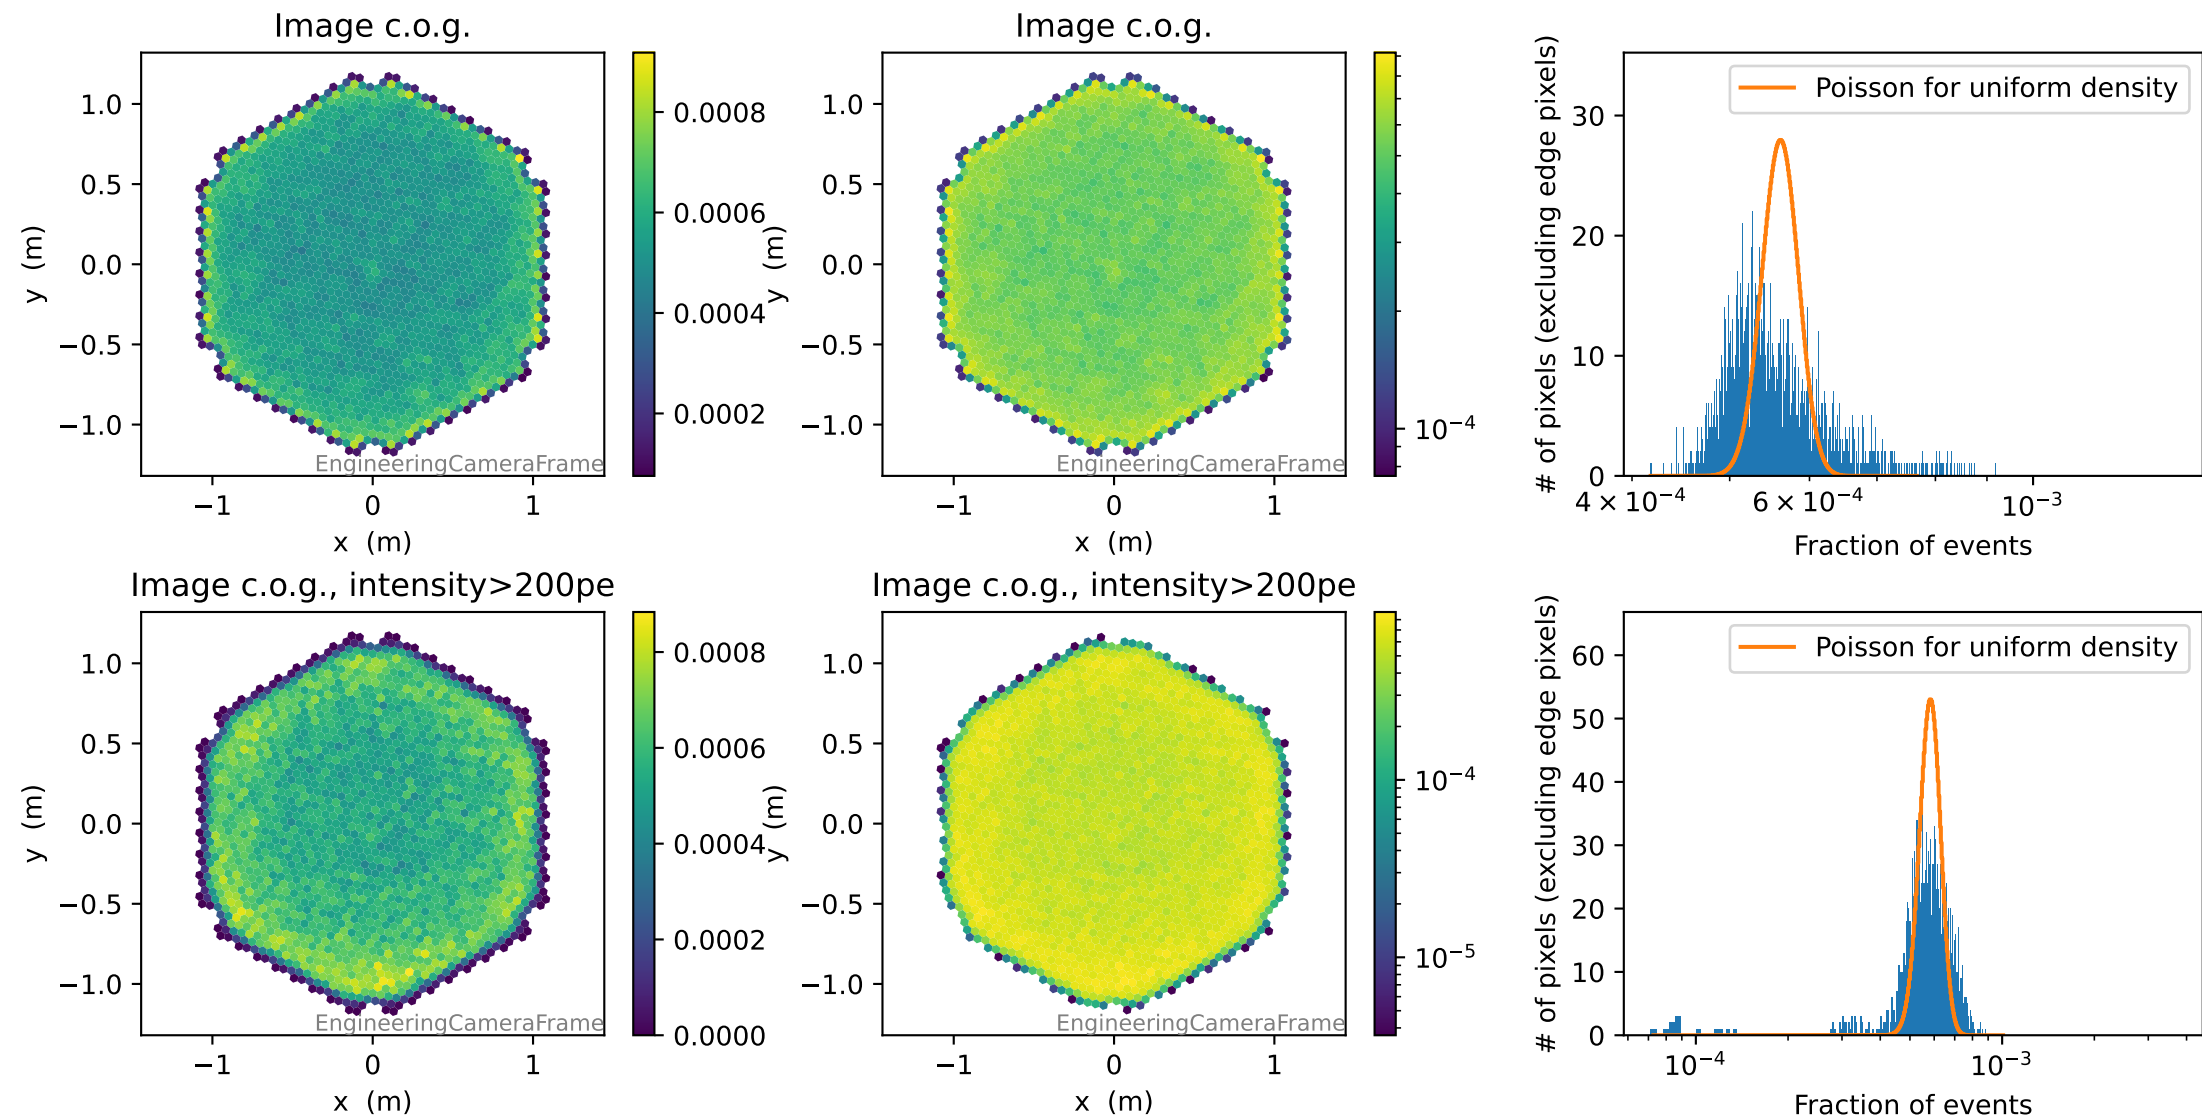 Image c.o.g.
y (m)
1.0
0.5
0.0
−0.5
−1.0
−1
0
1
x (m)
EngineeringCameraFrame
0.0008
0.0006
0.0004
0.0002
Image c.o.g.
y (m)
1.0
0.5
0.0
−0.5
−1.0
−1
0
1
x (m)
EngineeringCameraFrame
10⁻⁴
# of pixels (excluding edge pixels)
30
20
10
0
Poisson for uniform density
4 × 10⁻⁴
6 × 10⁻⁴
10⁻³
Fraction of events
Image c.o.g., intensity>200pe
y (m)
1.0
0.5
0.0
−0.5
−1.0
−1
0
1
x (m)
EngineeringCameraFrame
0.0008
0.0006
0.0004
0.0002
0.0000
Image c.o.g., intensity>200pe
y (m)
1.0
0.5
0.0
−0.5
−1.0
−1
0
1
x (m)
EngineeringCameraFrame
10⁻⁴
10⁻⁵
# of pixels (excluding edge pixels)
60
50
40
30
20
10
0
Poisson for uniform density
10⁻⁴
10⁻³
Fraction of events